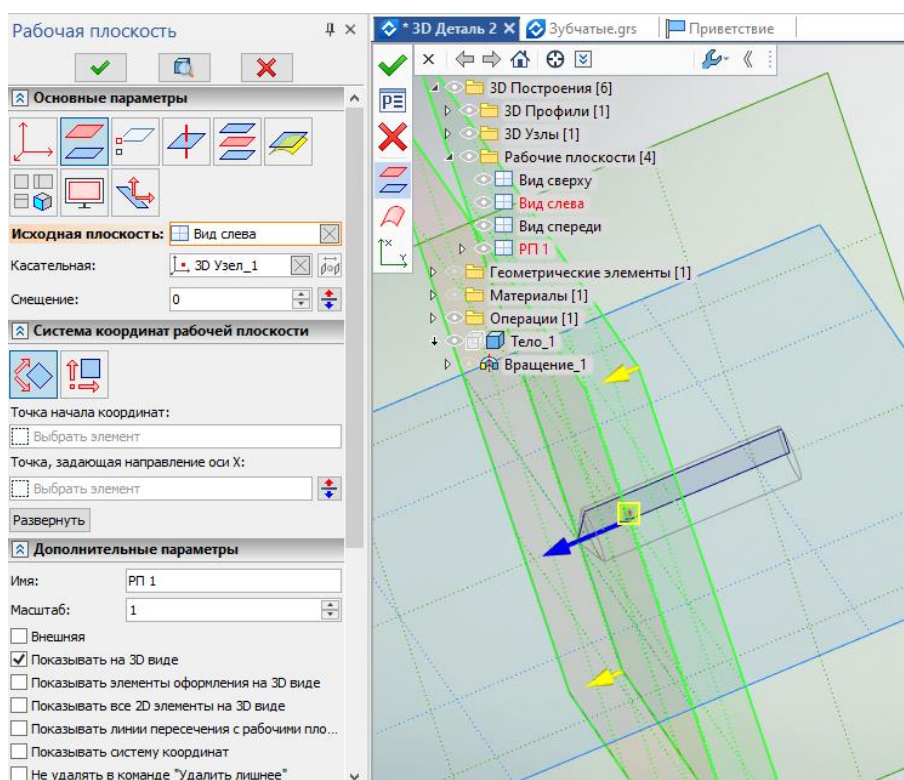 Рабочая плоскость
Основные параметры
Исходная плоскость: Вид слева
Касательная: 3D Узел_1
Смещение: 0
Система координат рабочей плоскости
Точка начала координат:
Выбрать элемент
Точка, задающая направление оси X:
Выбрать элемент
Развернуть
Дополнительные параметры
Имя: РП 1
Масштаб: 1
Внешняя
Показывать на 3D виде
Показывать элементы оформления на 3D виде
Показывать все 2D элементы на 3D виде
Показывать линии пересечения с рабочими пло...
Показывать систему координат
Не удалять в команде "Удалить лишнее"
* 3D Деталь 2 Зубчатые.grs Приветствие
3D Построения [6]
3D Профили [1]
3D Узлы [1]
Рабочие плоскости [4]
Вид сверху
Вид слева
Вид спереди
РП 1
Геометрические элементы [1]
Материалы [1]
Операции [1]
Тело_1
Вращение_1